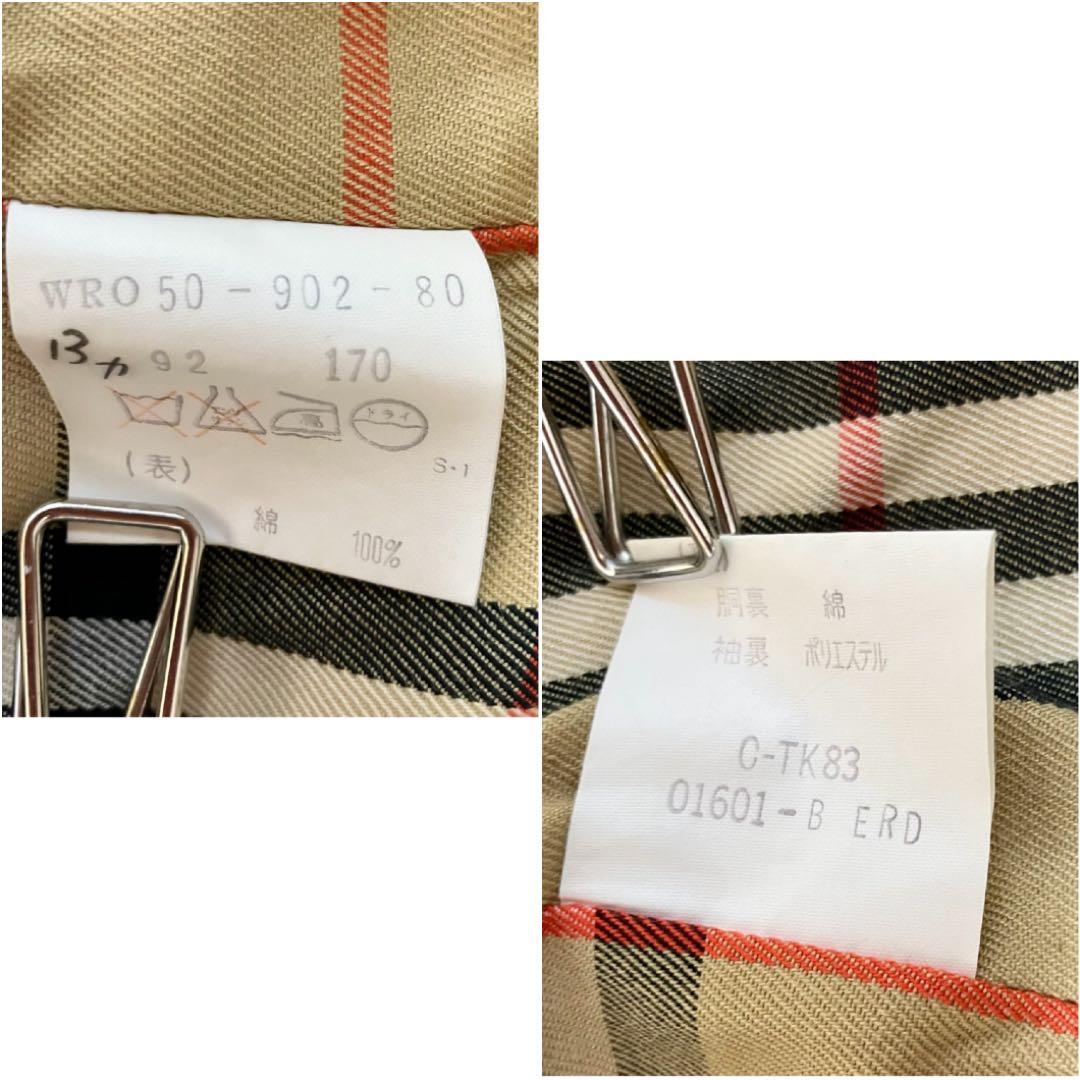 WRO 50-902-80
13カ 92 170
高 ドライ
S-1
(表)
綿 100%
胴裏 綿
袖裏 ポリエステル
C-TK83
01601-B ERD